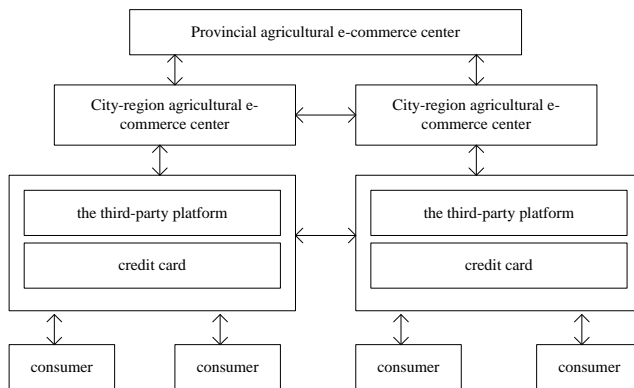 Provincial agricultural e-commerce center
City-region agricultural e-
commerce center
City-region agricultural e-
commerce center
the third-party platform
credit card
the third-party platform
credit card
consumer
consumer
consumer
consumer